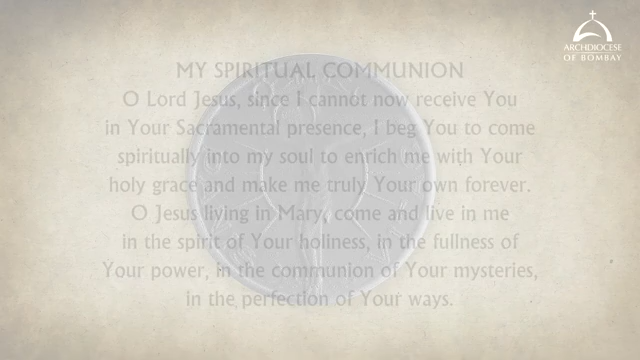 ARCHDIOCESE
OF BOMBAY
MY SPIRITUAL COMMUNION
O Lord Jesus, since I cannot now receive You
in Your Sacramental presence, I beg You to come
spiritually into my soul to enrich me with Your
holy grace and make me truly Your own forever.
O Jesus living in Mary, come and live in me
in the spirit of Your holiness, in the fullness of
Your power, in the communion of Your mysteries,
in the perfection of Your ways.